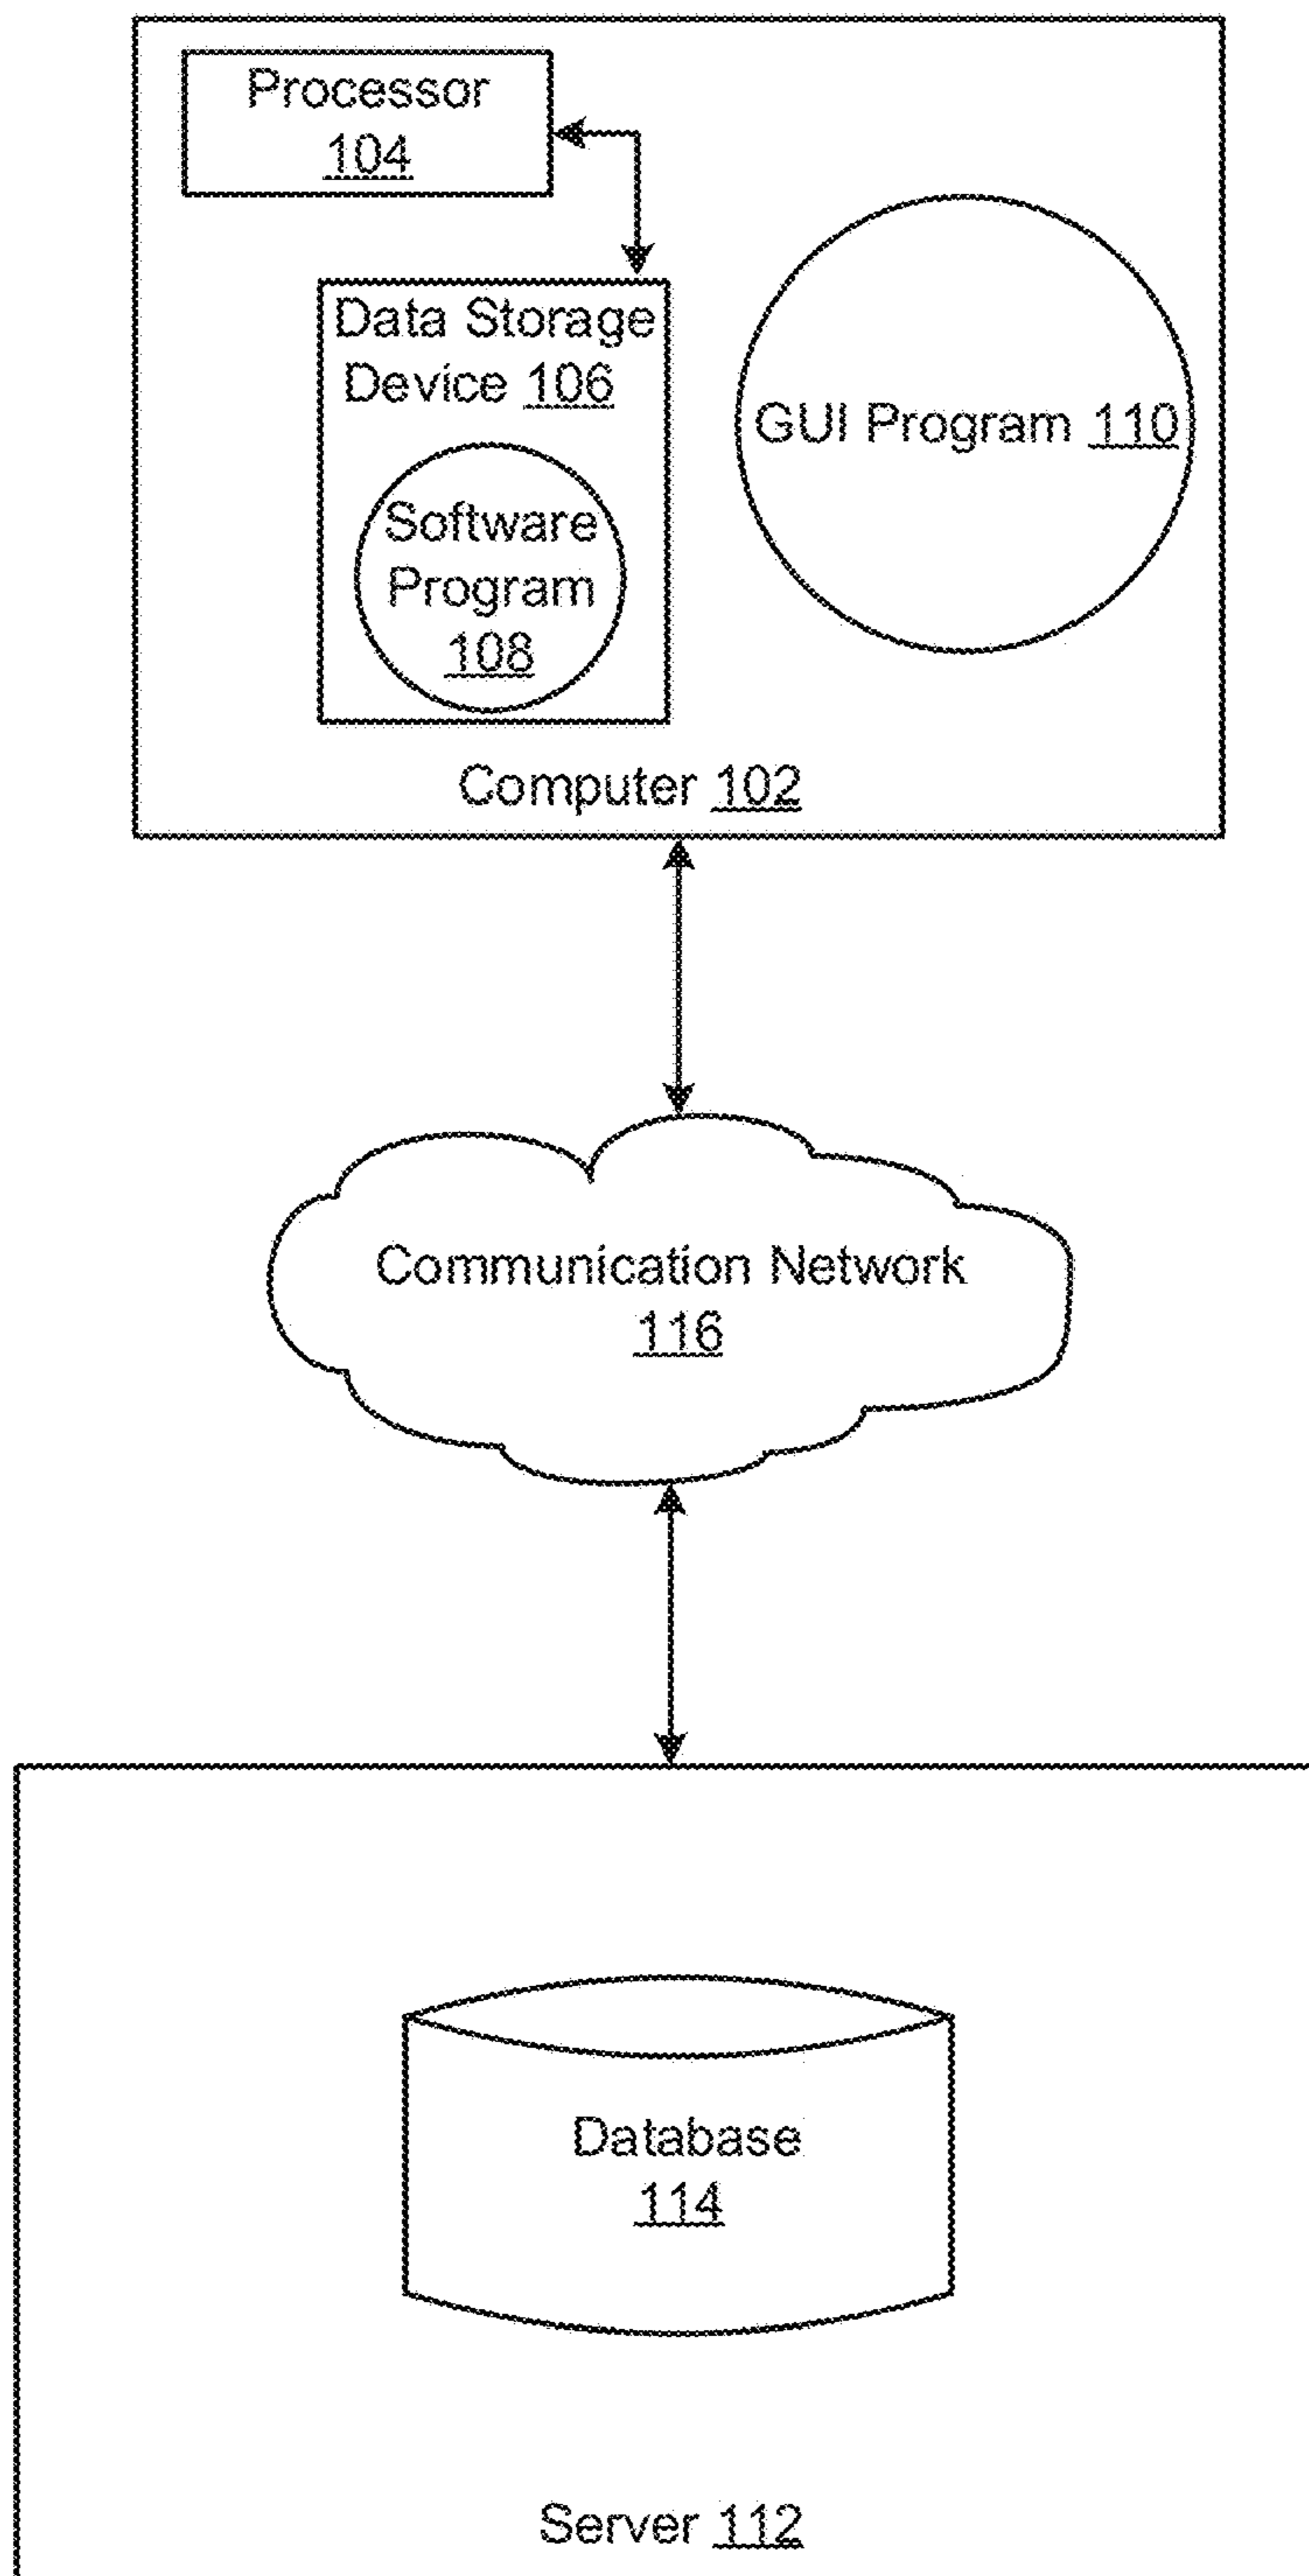 Processor
104
Data Storage
Device 106
GUI Program 110
Software
Program
108
Computer 102
Communication Network
116
Database
114
Server 112